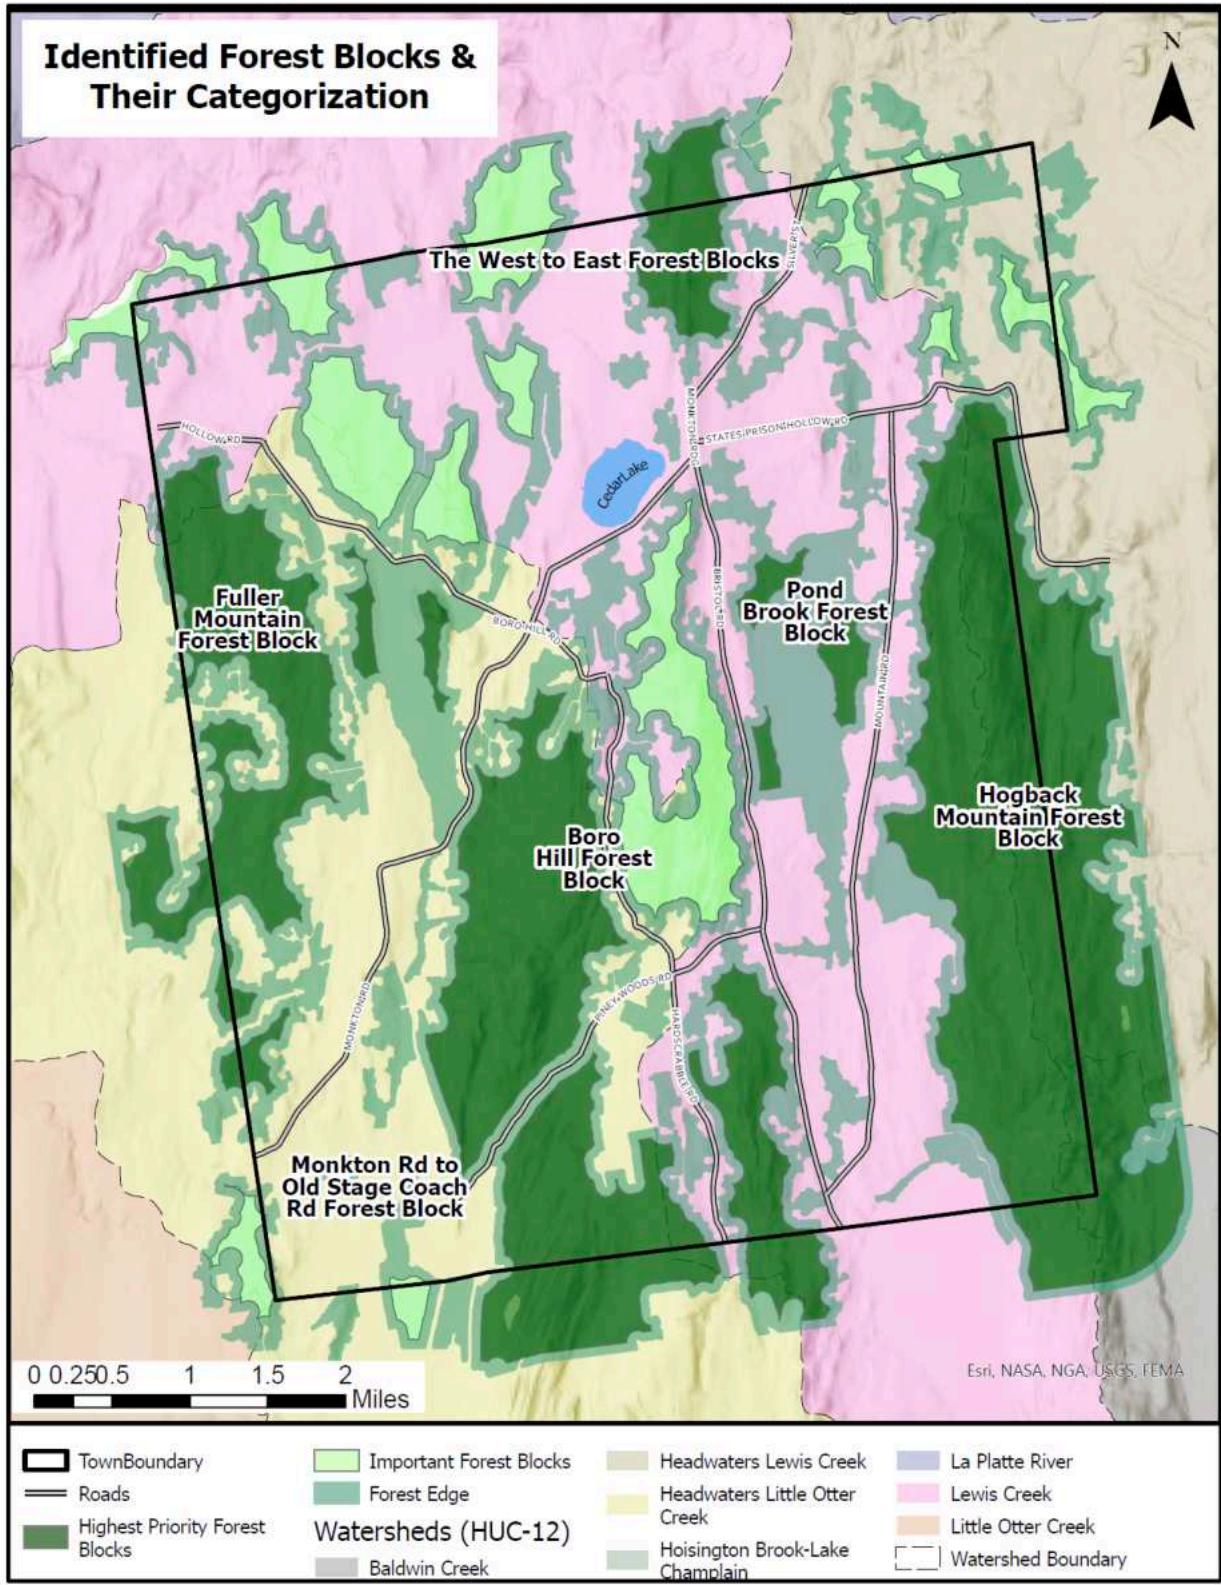 Identified Forest Blocks &
Their Categorization
N
The West to East Forest Blocks
SILVER ST
MONKTON RDG
HOLLOW RD
STATES PRISON HOLLOW RD
CedarLake
Fuller
Mountain
Forest Block
BORO HILL RD
BRISTOL RD
Pond
Brook Forest
Block
MOUNTAIN RD
Hogback
Mountain Forest
Block
Boro
Hill Forest
Block
MONKTON RD
PINEY WOODS RD
HARDSCRABBLE RD
Monkton Rd to
Old Stage Coach
Rd Forest Block
0 0.25 0.5 1 1.5 2
Miles
Esri, NASA, NGA, USGS, FEMA
TownBoundary
Roads
Highest Priority Forest
Blocks
Important Forest Blocks
Forest Edge
Watersheds (HUC-12)
Baldwin Creek
Headwaters Lewis Creek
Headwaters Little Otter
Creek
Hoisington Brook-Lake
Champlain
La Platte River
Lewis Creek
Little Otter Creek
Watershed Boundary